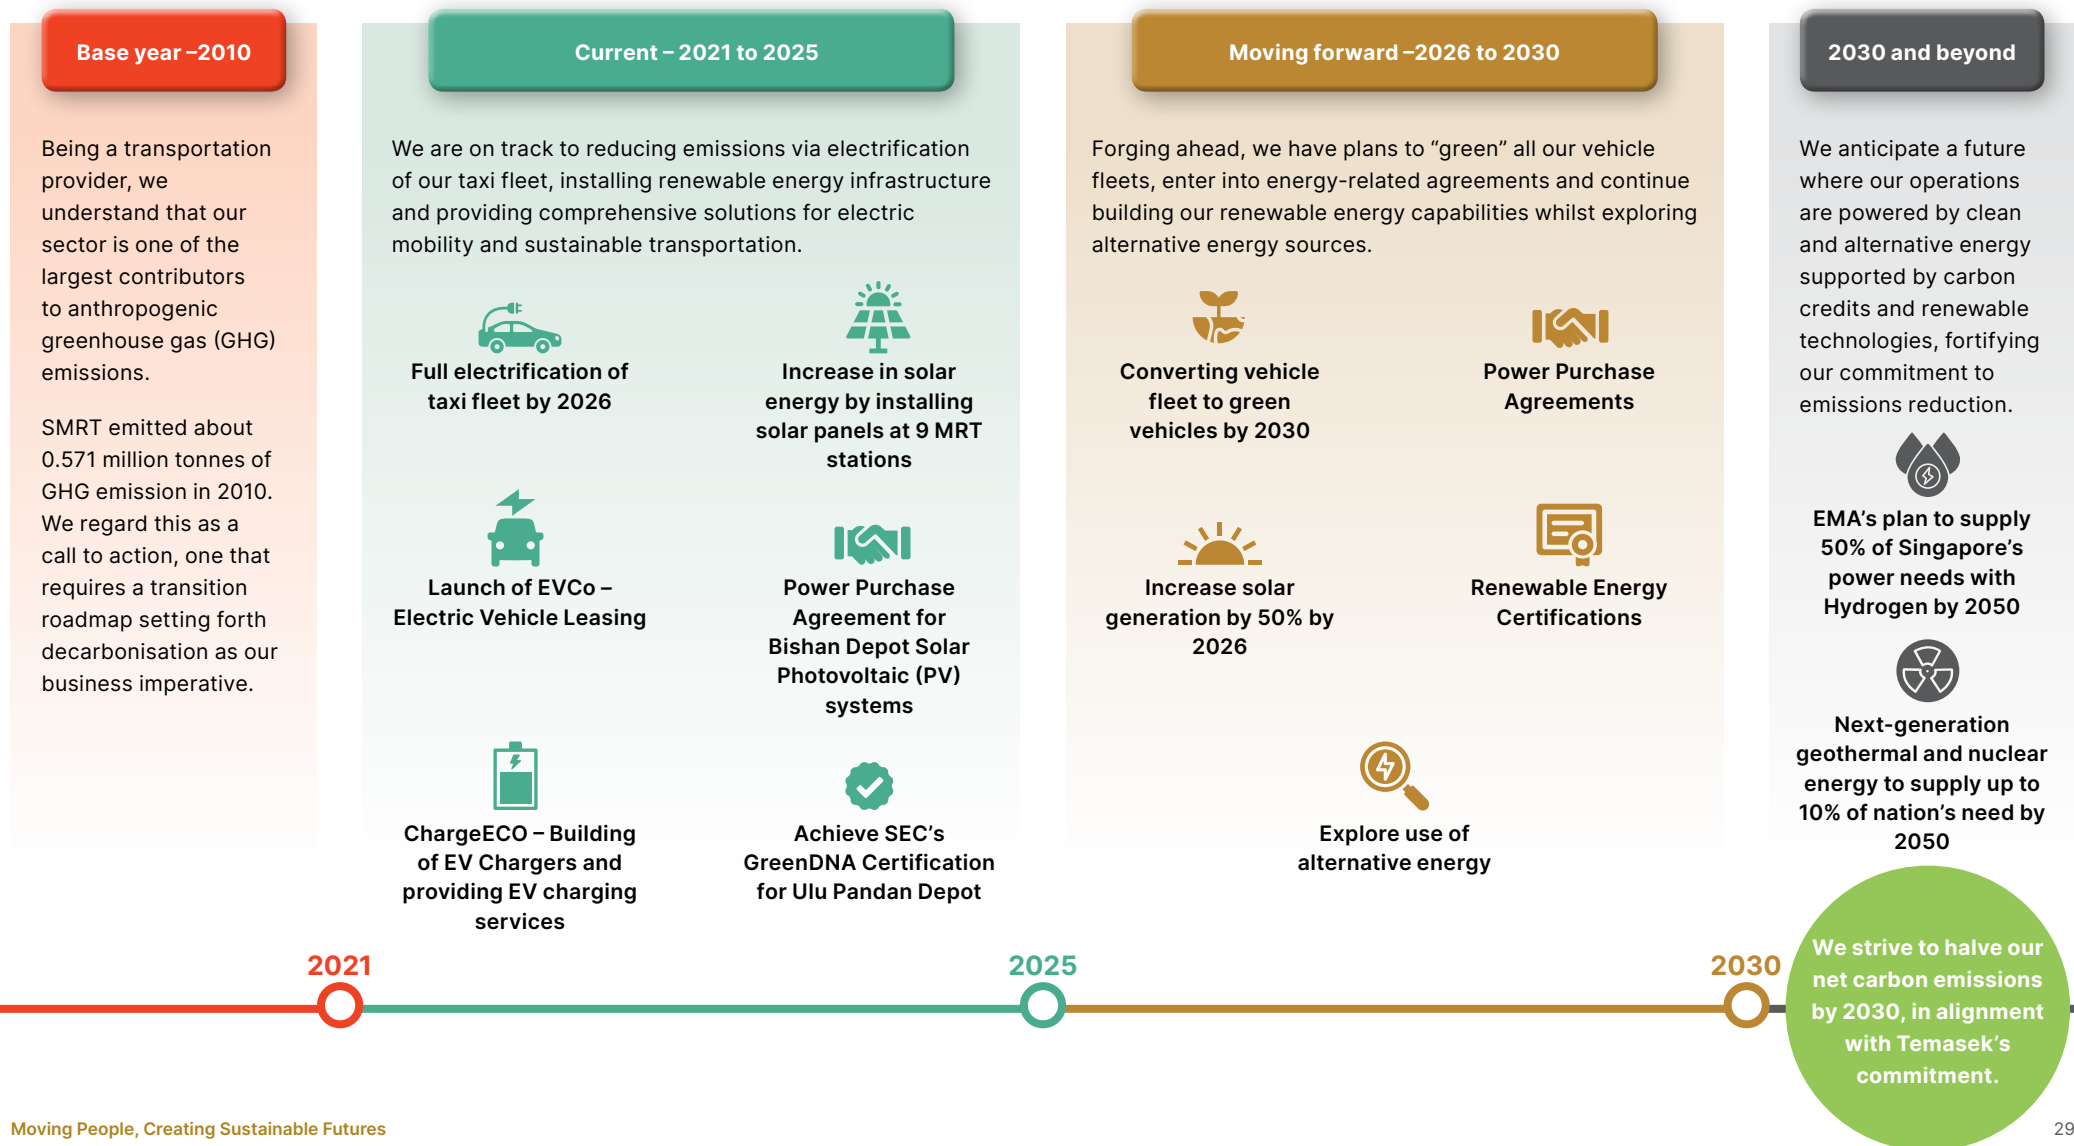 Base year –2010
Being a transportation
provider, we
understand that our
sector is one of the
largest contributors
to anthropogenic
greenhouse gas (GHG)
emissions.
SMRT emitted about
0.571 million tonnes of
GHG emission in 2010.
We regard this as a
call to action, one that
requires a transition
roadmap setting forth
decarbonisation as our
business imperative.
Current – 2021 to 2025
We are on track to reducing emissions via electrification
of our taxi fleet, installing renewable energy infrastructure
and providing comprehensive solutions for electric
mobility and sustainable transportation.
Full electrification of
taxi fleet by 2026
Increase in solar
energy by installing
solar panels at 9 MRT
stations
Launch of EVCo –
Electric Vehicle Leasing
Power Purchase
Agreement for
Bishan Depot Solar
Photovoltaic (PV)
systems
ChargeECO – Building
of EV Chargers and
providing EV charging
services
Achieve SEC’s
GreenDNA Certification
for Ulu Pandan Depot
Moving forward –2026 to 2030
Forging ahead, we have plans to “green” all our vehicle
fleets, enter into energy-related agreements and continue
building our renewable energy capabilities whilst exploring
alternative energy sources.
Converting vehicle
fleet to green
vehicles by 2030
Power Purchase
Agreements
Increase solar
generation by 50% by
2026
Renewable Energy
Certifications
Explore use of
alternative energy
2030 and beyond
We anticipate a future
where our operations
are powered by clean
and alternative energy
supported by carbon
credits and renewable
technologies, fortifying
our commitment to
emissions reduction.
EMA’s plan to supply
50% of Singapore’s
power needs with
Hydrogen by 2050
Next-generation
geothermal and nuclear
energy to supply up to
10% of nation’s need by
2050
2021
2025
2030
We strive to halve our
net carbon emissions
by 2030, in alignment
with Temasek’s
commitment.
Moving People, Creating Sustainable Futures
29